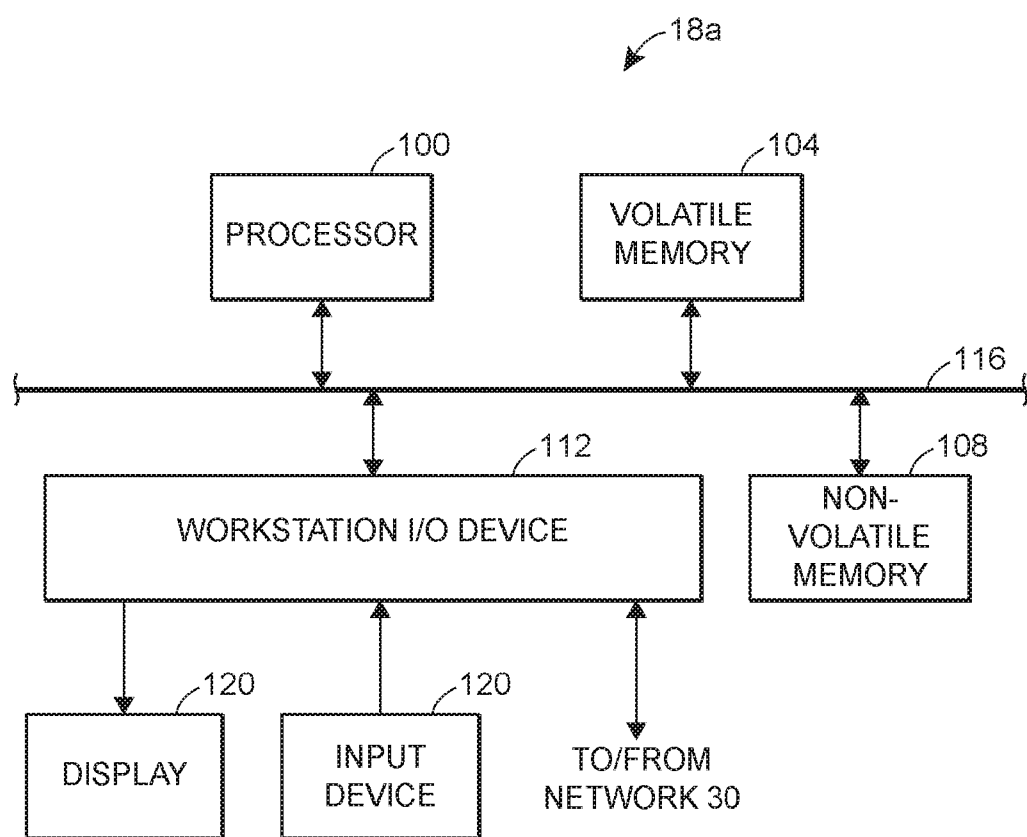 18a
100
104
PROCESSOR
VOLATILE
MEMORY
116
112
108
WORKSTATION I/O DEVICE
NON-
VOLATILE
MEMORY
120
120
DISPLAY
INPUT
DEVICE
TO/FROM
NETWORK 30